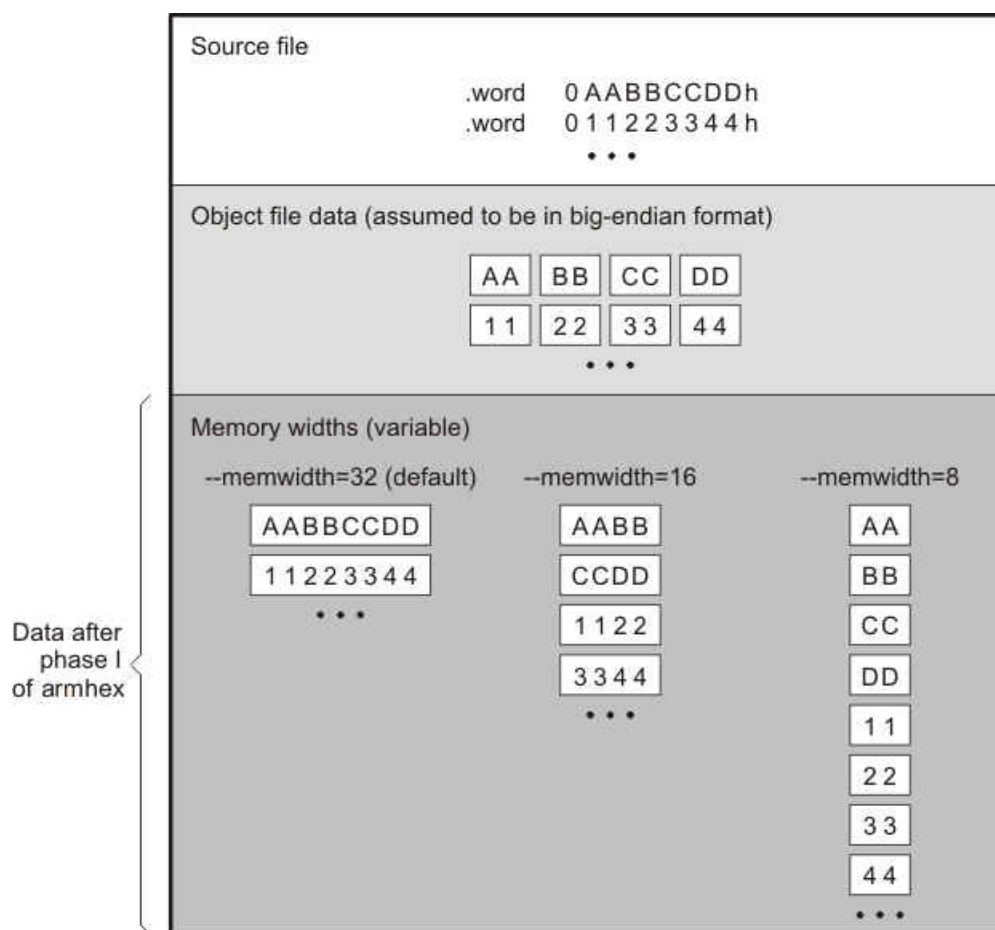 Source file
.word 0AABBCCDDh
.word 011223344h
• • •
Object file data (assumed to be in big-endian format)
AA BB CC DD
11 22 33 44
• • •
Data after
phase I
of armhex
Memory widths (variable)
--memwidth=32 (default)
AABBCCDD
11223344
• • •
--memwidth=16
AABB
CCDD
1122
3344
• • •
--memwidth=8
AA
BB
CC
DD
11
22
33
44
• • •